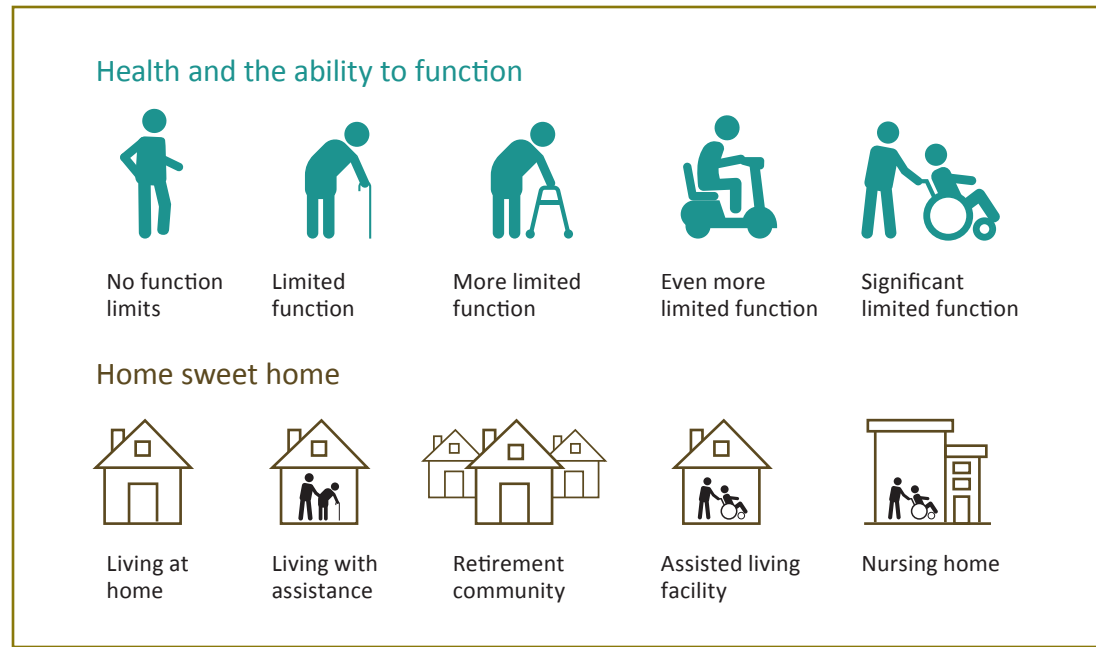 Health and the ability to function
No function
limits
Limited
function
More limited
function
Even more
limited function
Significant
limited function
Home sweet home
Living at
home
Living with
assistance
Retirement
community
Assisted living
facility
Nursing home